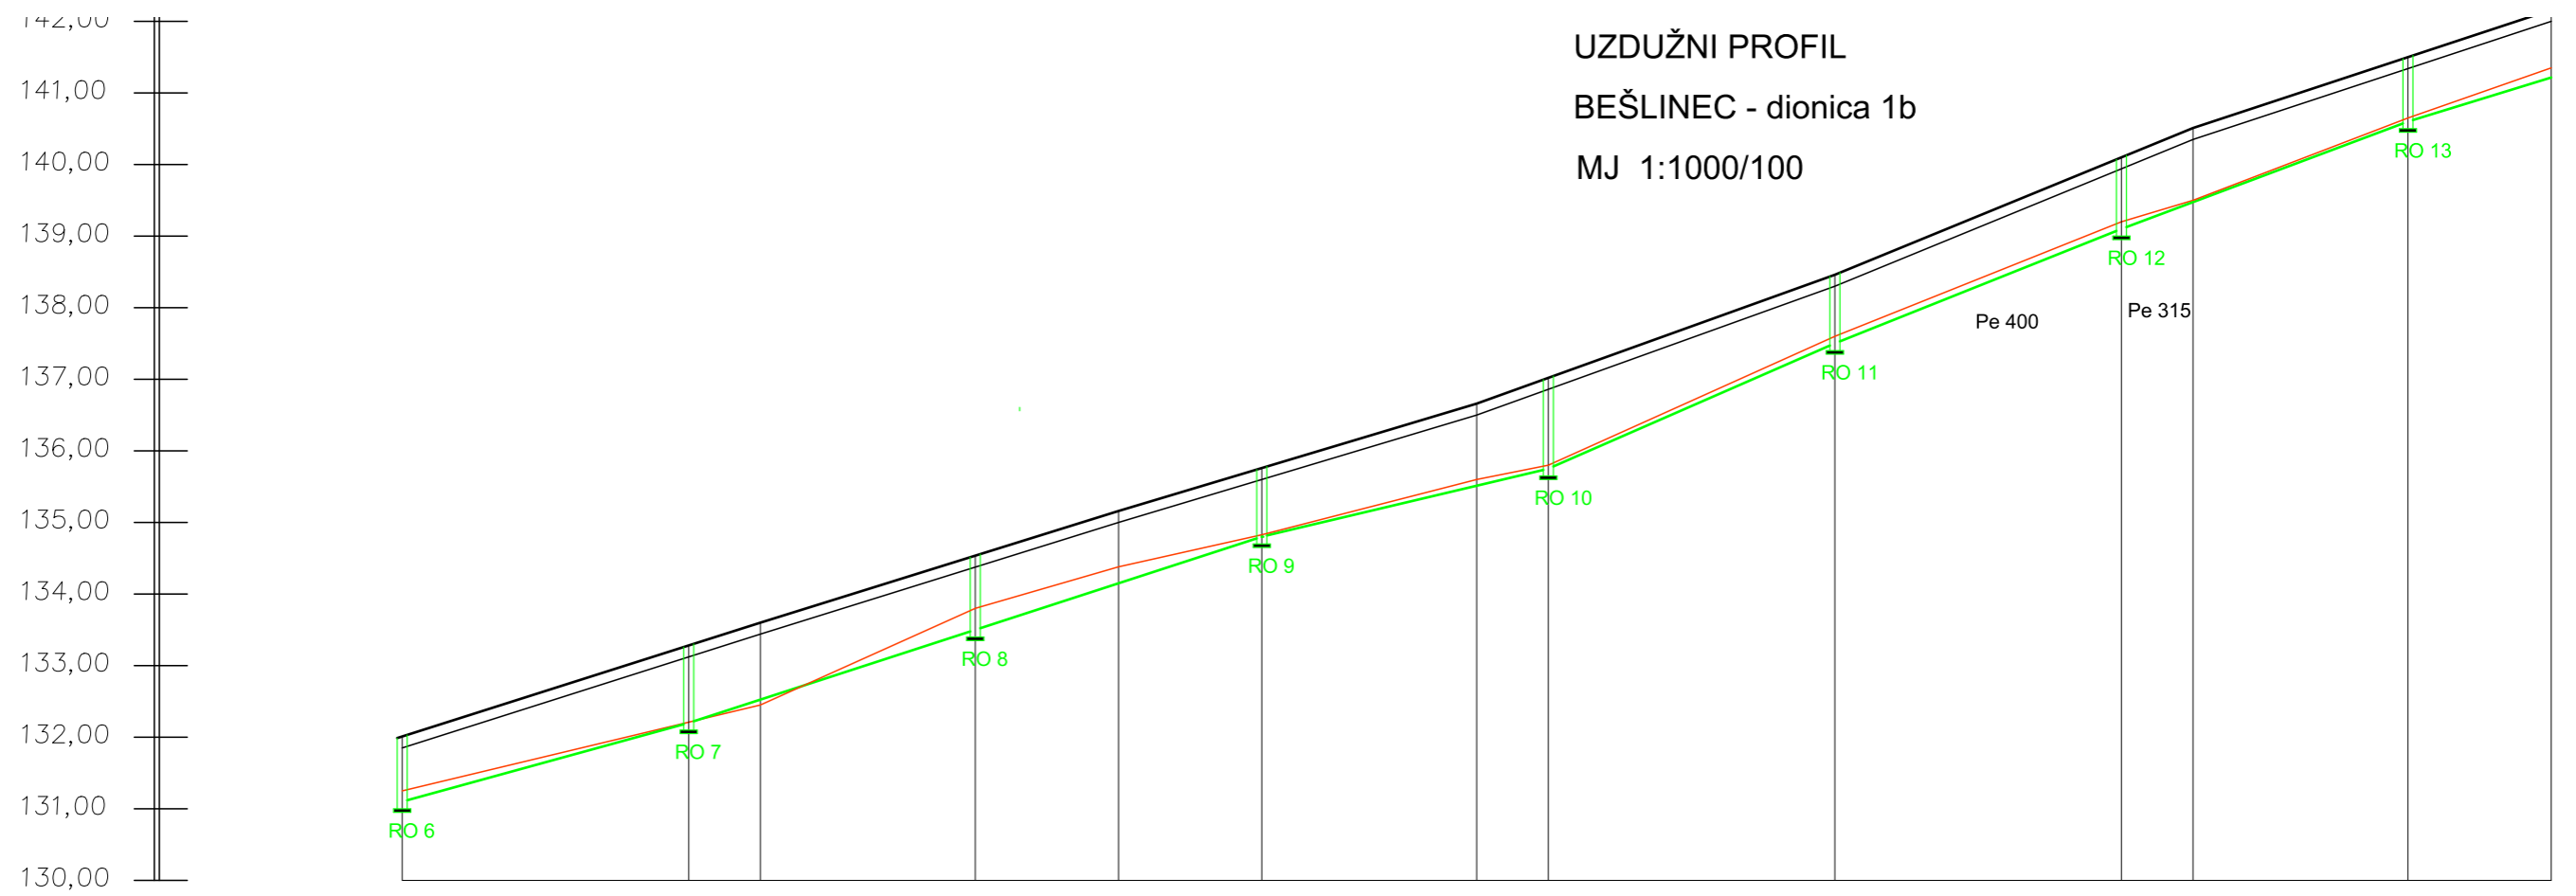 142,00
UZDUŽNI PROFIL
141,00
BEŠLINEC - dionica 1b
140,00
MJ 1:1000/100
RO 13
139,00
RO 12
138,00
Pe 400
Pe 315
137,00
RO 11
136,00
RO 10
135,00
RO 9
134,00
133,00
RO 8
132,00
RO 7
131,00
RO 6
130,00